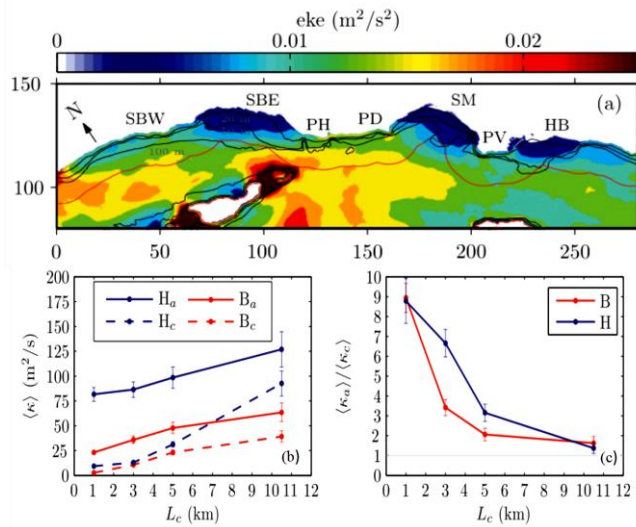 eke (m²/s²)
0 0.01 0.02
150
100
(a)
N
SBW SBE PH PD SM PV HB
100 m
0 50 100 150 200 250
200
175
150
125
100
75
50
25
0
⟨κ⟩ (m²/s)
Hₐ Bₐ
H_c B_c
(b)
0 1 2 3 4 5 6 7 8 9 10 11 12
L_c (km)
10
9
8
7
6
5
4
3
2
1
0
⟨κₐ⟩/⟨κ_c⟩
B
H
(c)
0 1 2 3 4 5 6 7 8 9 10 11 12
L_c (km)